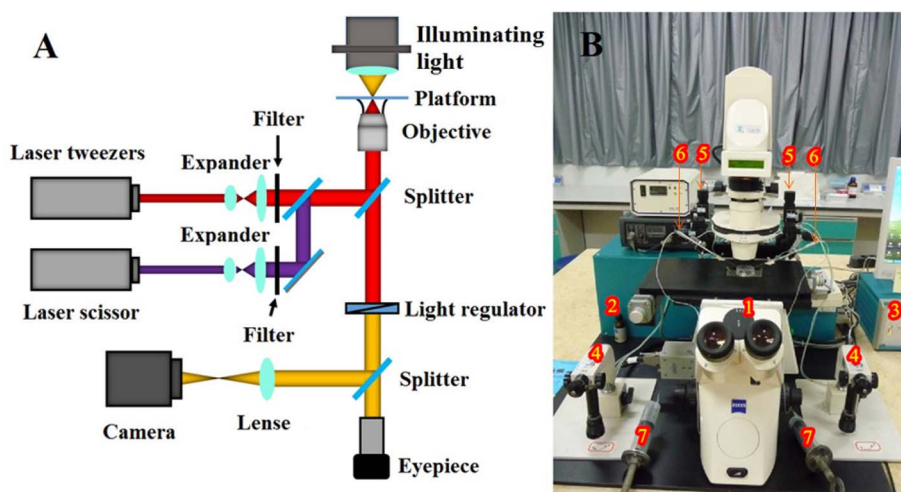 A
Illuminating
light
Platform
Filter
Objective
Laser tweezers
Expander
Splitter
Expander
Laser scissor
Filter
Light regulator
Splitter
Camera
Lense
Eyepiece
B
6
5
5
6
2
1
3
4
4
ZEISS
7
7